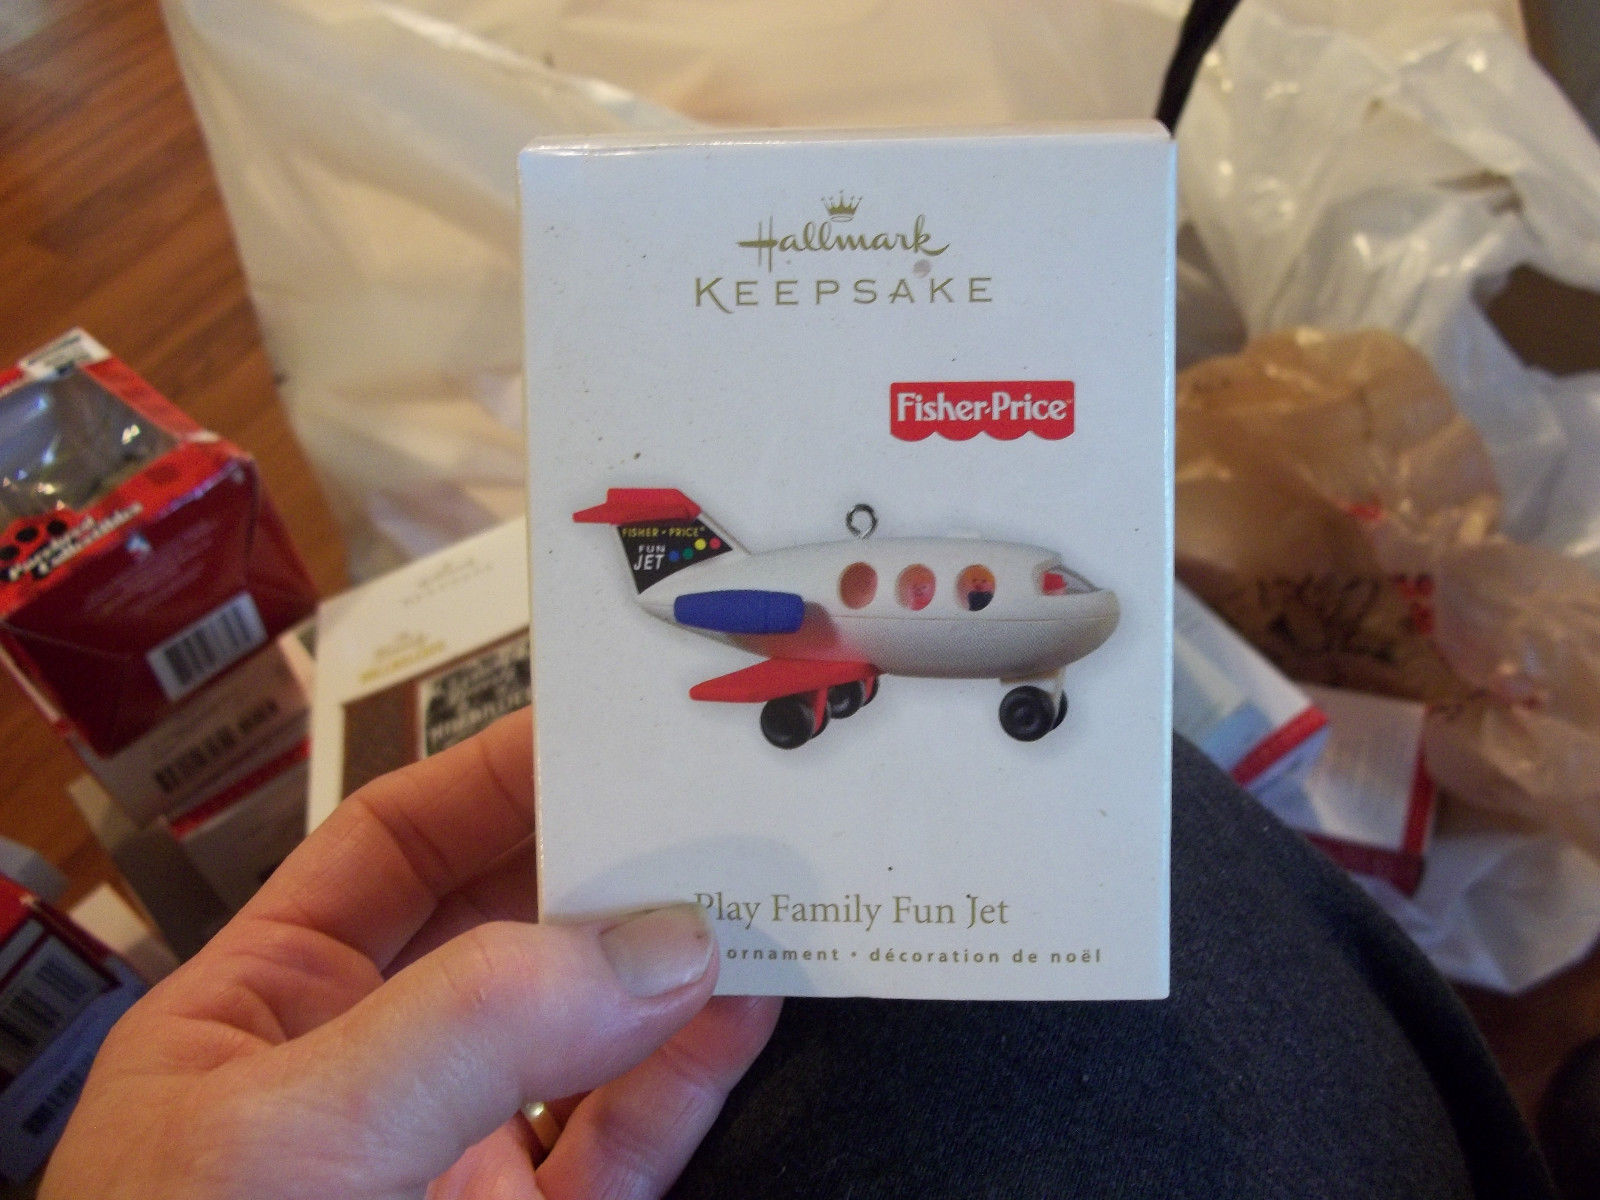 Hallmark
KEEPSAKE
Fisher-Price
FISHER • PRICE
FUN
JET
Play Family Fun Jet
ornament • décoration de noël